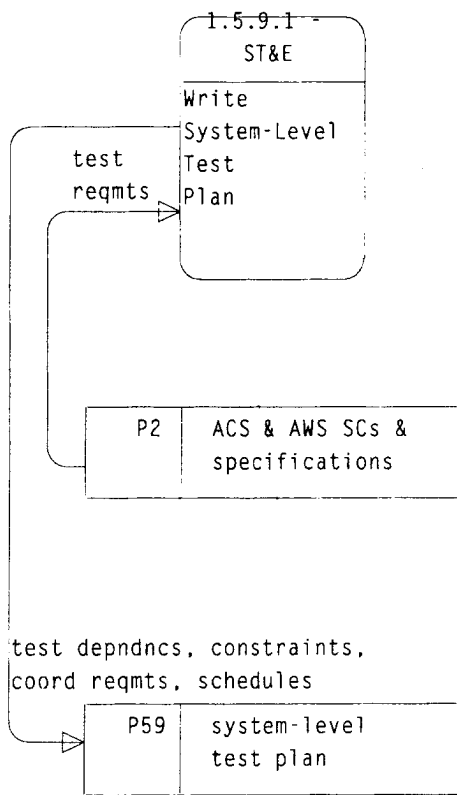 1.5.9.1 -
ST&E
Write
System-Level
Test
Plan
test
reqmts
P2 ACS & AWS SCs &
specifications
test depndncs, constraints,
coord reqmts, schedules
P59 system-level
test plan